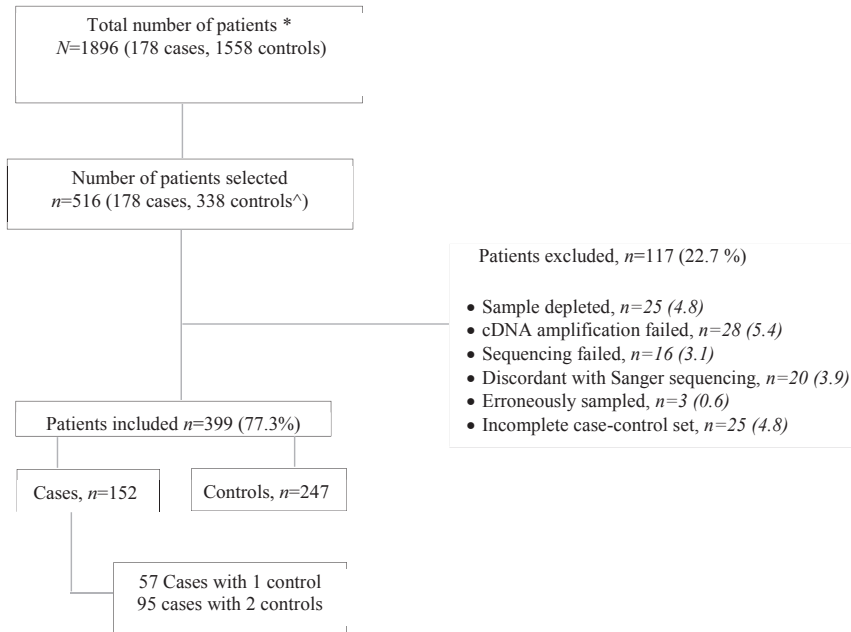 Total number of patients *
N=1896 (178 cases, 1558 controls)
Number of patients selected
n=516 (178 cases, 338 controls^)
Patients excluded, n=117 (22.7 %)
• Sample depleted, n=25 (4.8)
• cDNA amplification failed, n=28 (5.4)
• Sequencing failed, n=16 (3.1)
• Discordant with Sanger sequencing, n=20 (3.9)
• Erroneously sampled, n=3 (0.6)
• Incomplete case-control set, n=25 (4.8)
Patients included n=399 (77.3%)
Cases, n=152
Controls, n=247
57 Cases with 1 control
95 cases with 2 controls